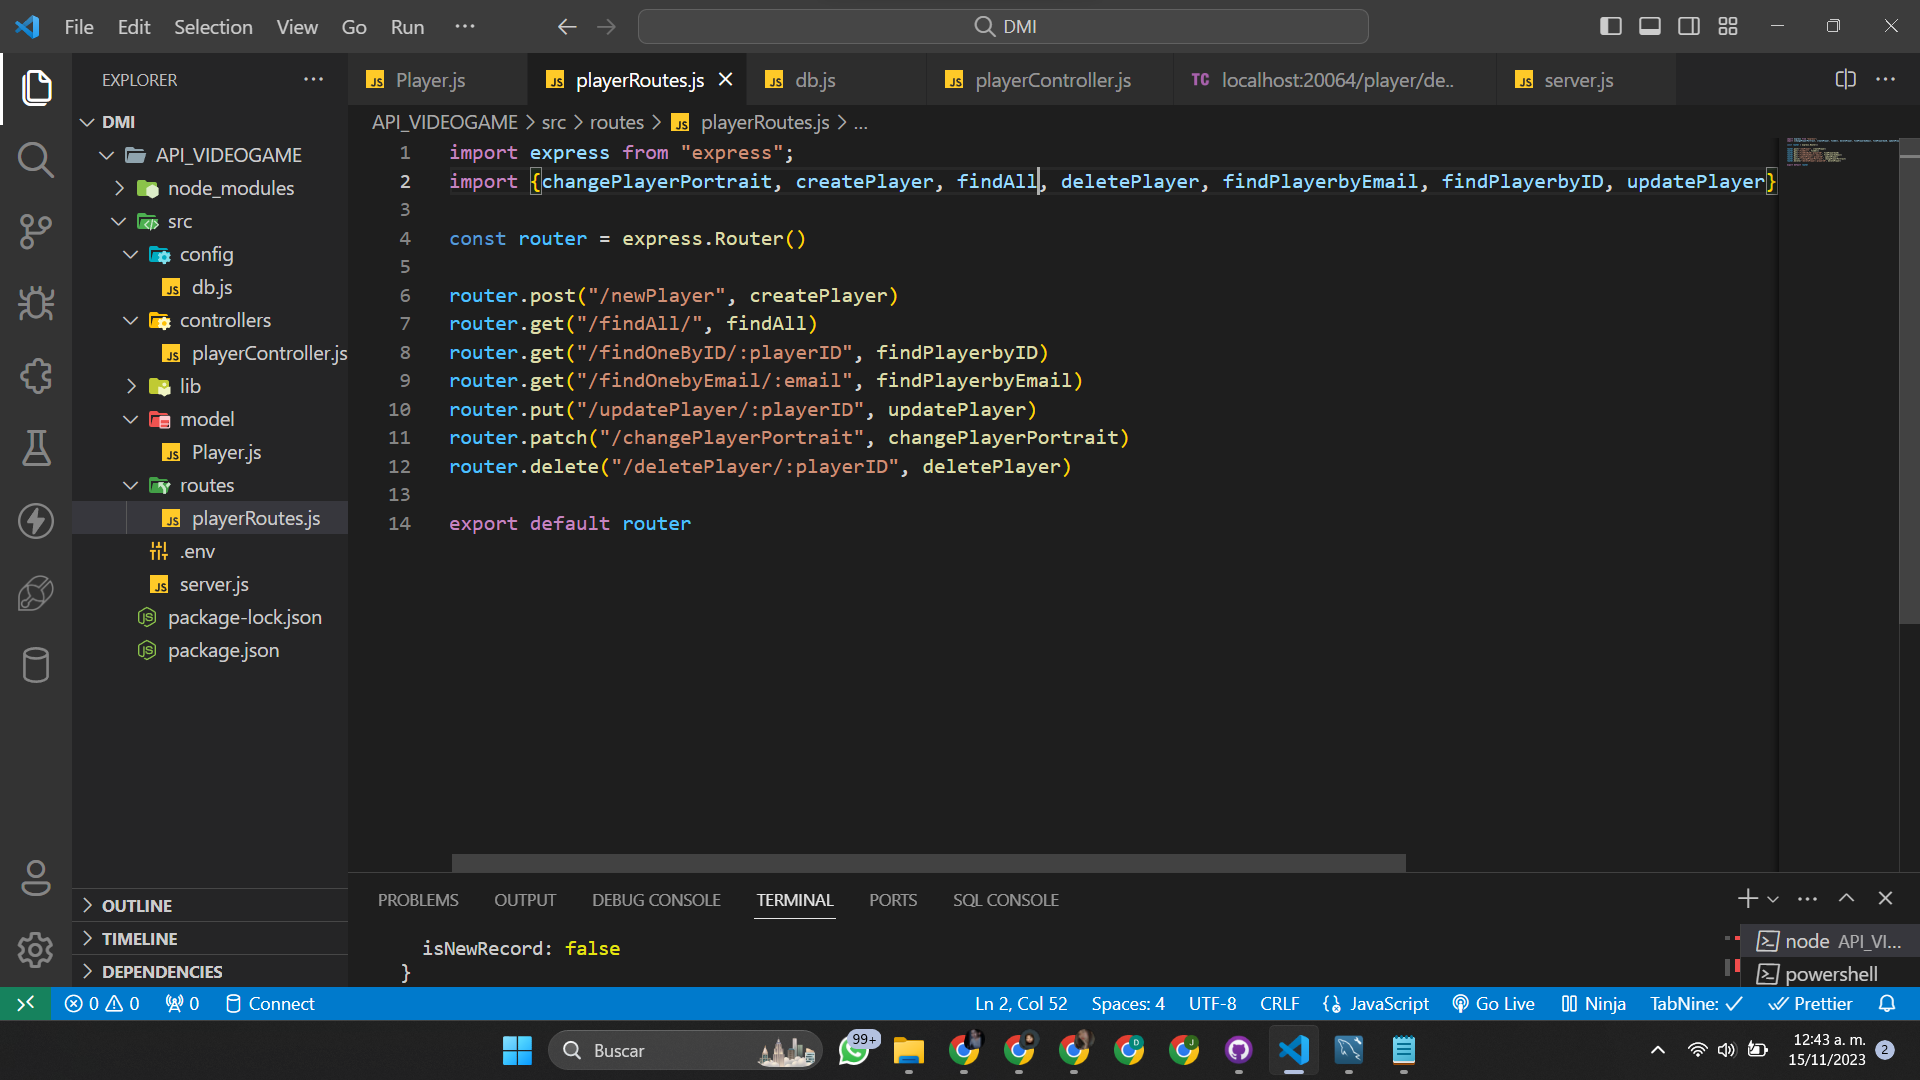 File Edit Selection View Go Run ···
DMI
EXPLORER
DMI
API_VIDEOGAME
node_modules
src
config
db.js
controllers
playerController.js
lib
model
Player.js
routes
playerRoutes.js
.env
server.js
package-lock.json
package.json
OUTLINE
TIMELINE
DEPENDENCIES
Player.js playerRoutes.js db.js playerController.js TC localhost:20064/player/de.. server.js
API_VIDEOGAME > src > routes > playerRoutes.js > ...
1 import express from "express";
2 import {changePlayerPortrait, createPlayer, findAll, deletePlayer, findPlayerbyEmail, findPlayerbyID, updatePlayer}
3
4 const router = express.Router()
5
6 router.post("/newPlayer", createPlayer)
7 router.get("/findAll/", findAll)
8 router.get("/findOneByID/:playerID", findPlayerbyID)
9 router.get("/findOnebyEmail/:email", findPlayerbyEmail)
10 router.put("/updatePlayer/:playerID", updatePlayer)
11 router.patch("/changePlayerPortrait", changePlayerPortrait)
12 router.delete("/deletePlayer/:playerID", deletePlayer)
13
14 export default router
PROBLEMS OUTPUT DEBUG CONSOLE TERMINAL PORTS SQL CONSOLE
isNewRecord: false
}
node API_VI...
powershell
0 0 0 Connect Ln 2, Col 52 Spaces: 4 UTF-8 CRLF JavaScript Go Live Ninja TabNine: Prettier
Buscar
99+
12:43 a. m.
15/11/2023
2